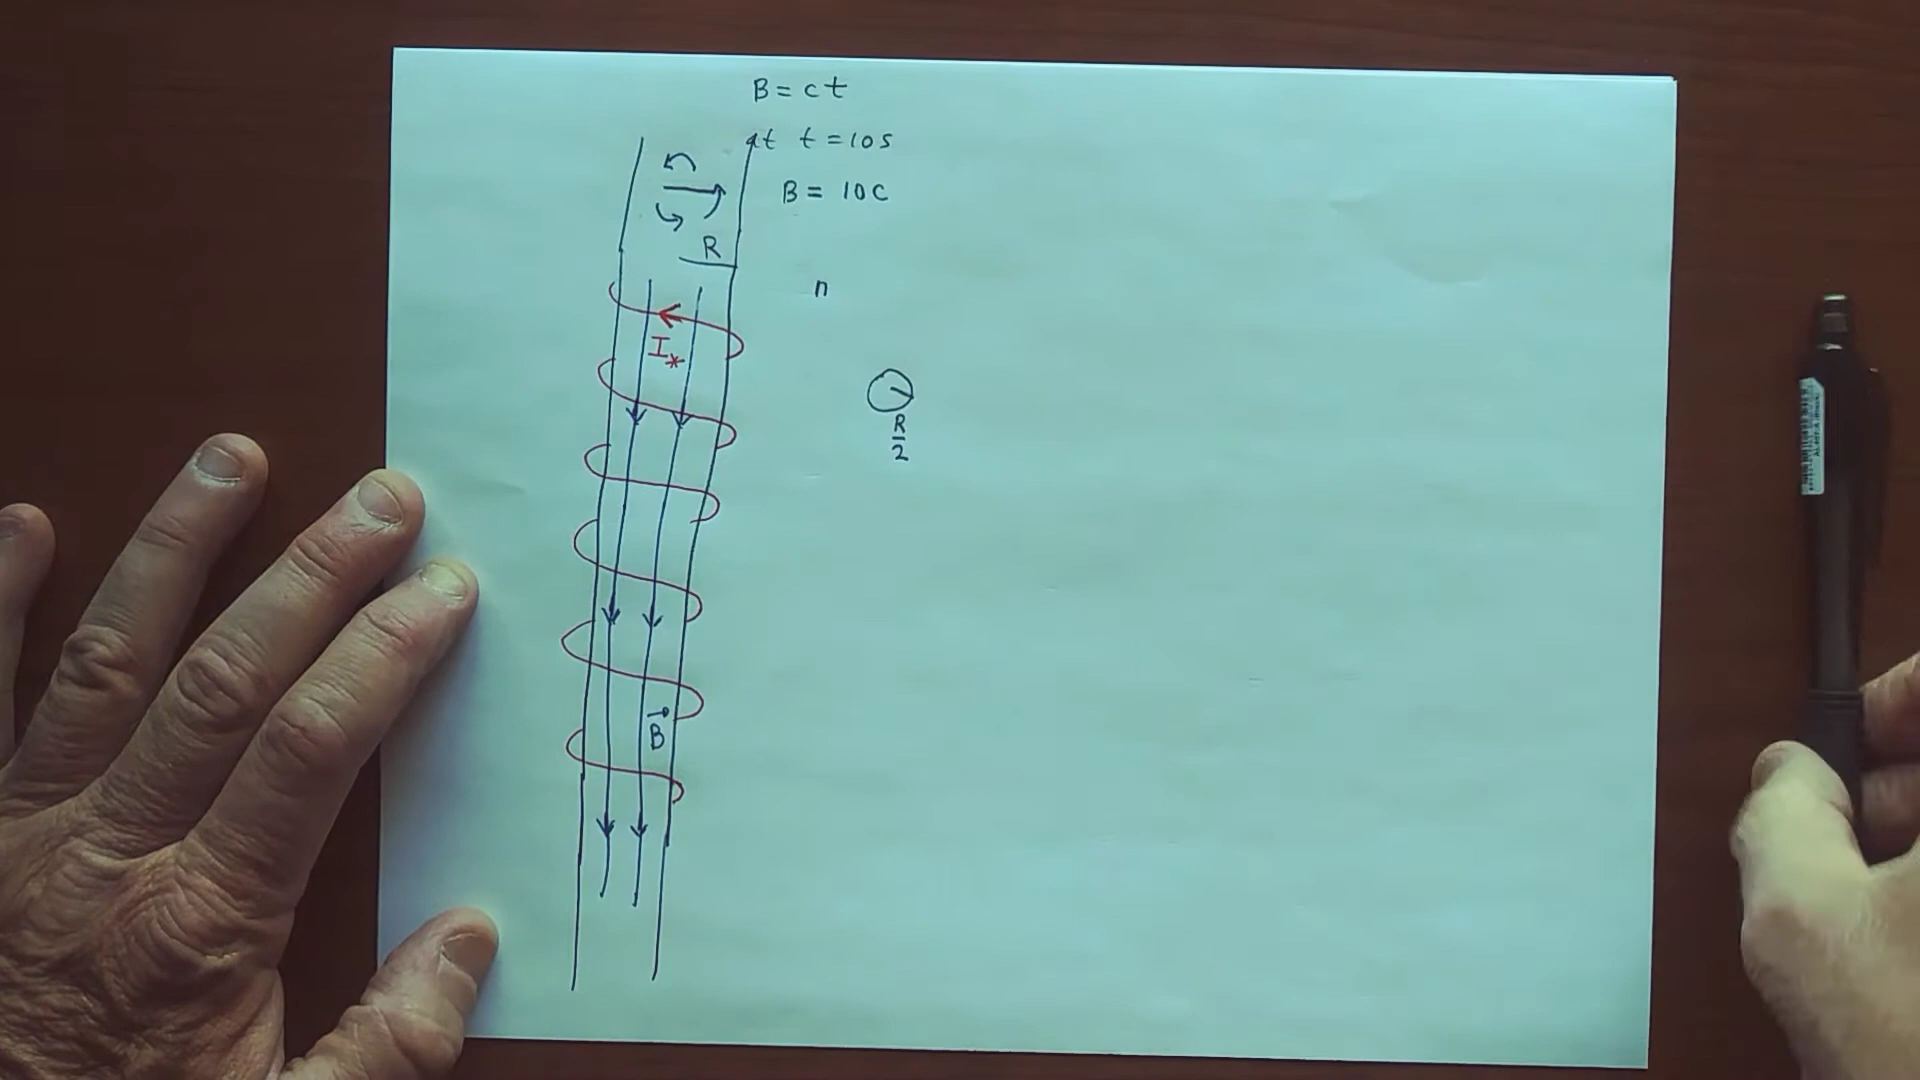 B = ct
at t = 10s
B = 10c
R
n
I*
R
2
B